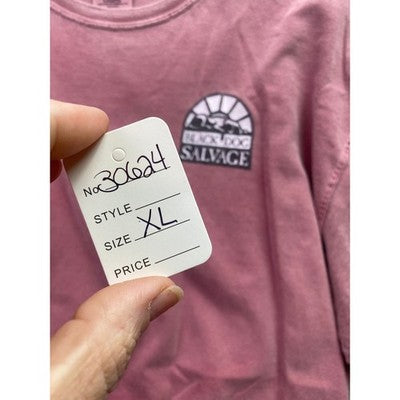 BLACK DOG
SALVAGE
No 30624
STYLE
SIZE XL
PRICE